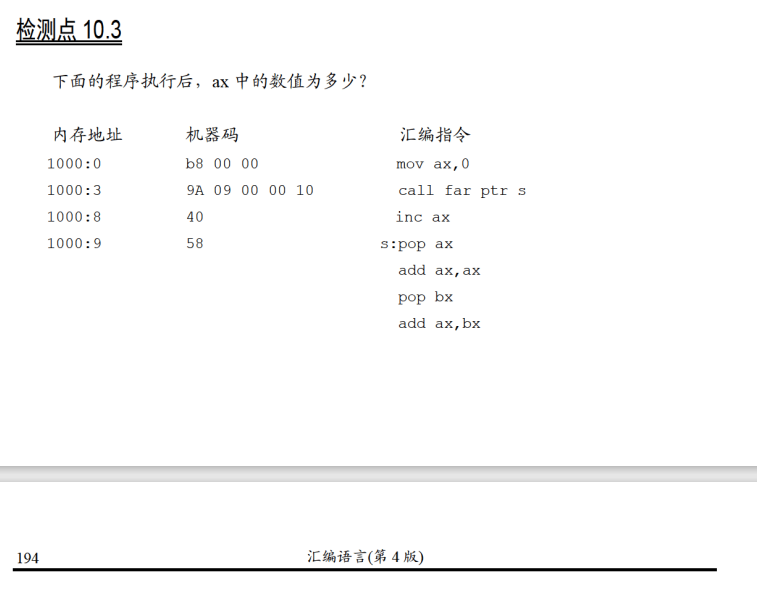 检测点 10.3
下面的程序执行后，ax 中的数值为多少？
内存地址 机器码 汇编指令
1000:0 b8 00 00 mov ax,0
1000:3 9A 09 00 00 10 call far ptr s
1000:8 40 inc ax
1000:9 58 s:pop ax
add ax,ax
pop bx
add ax,bx
194 汇编语言(第 4 版)